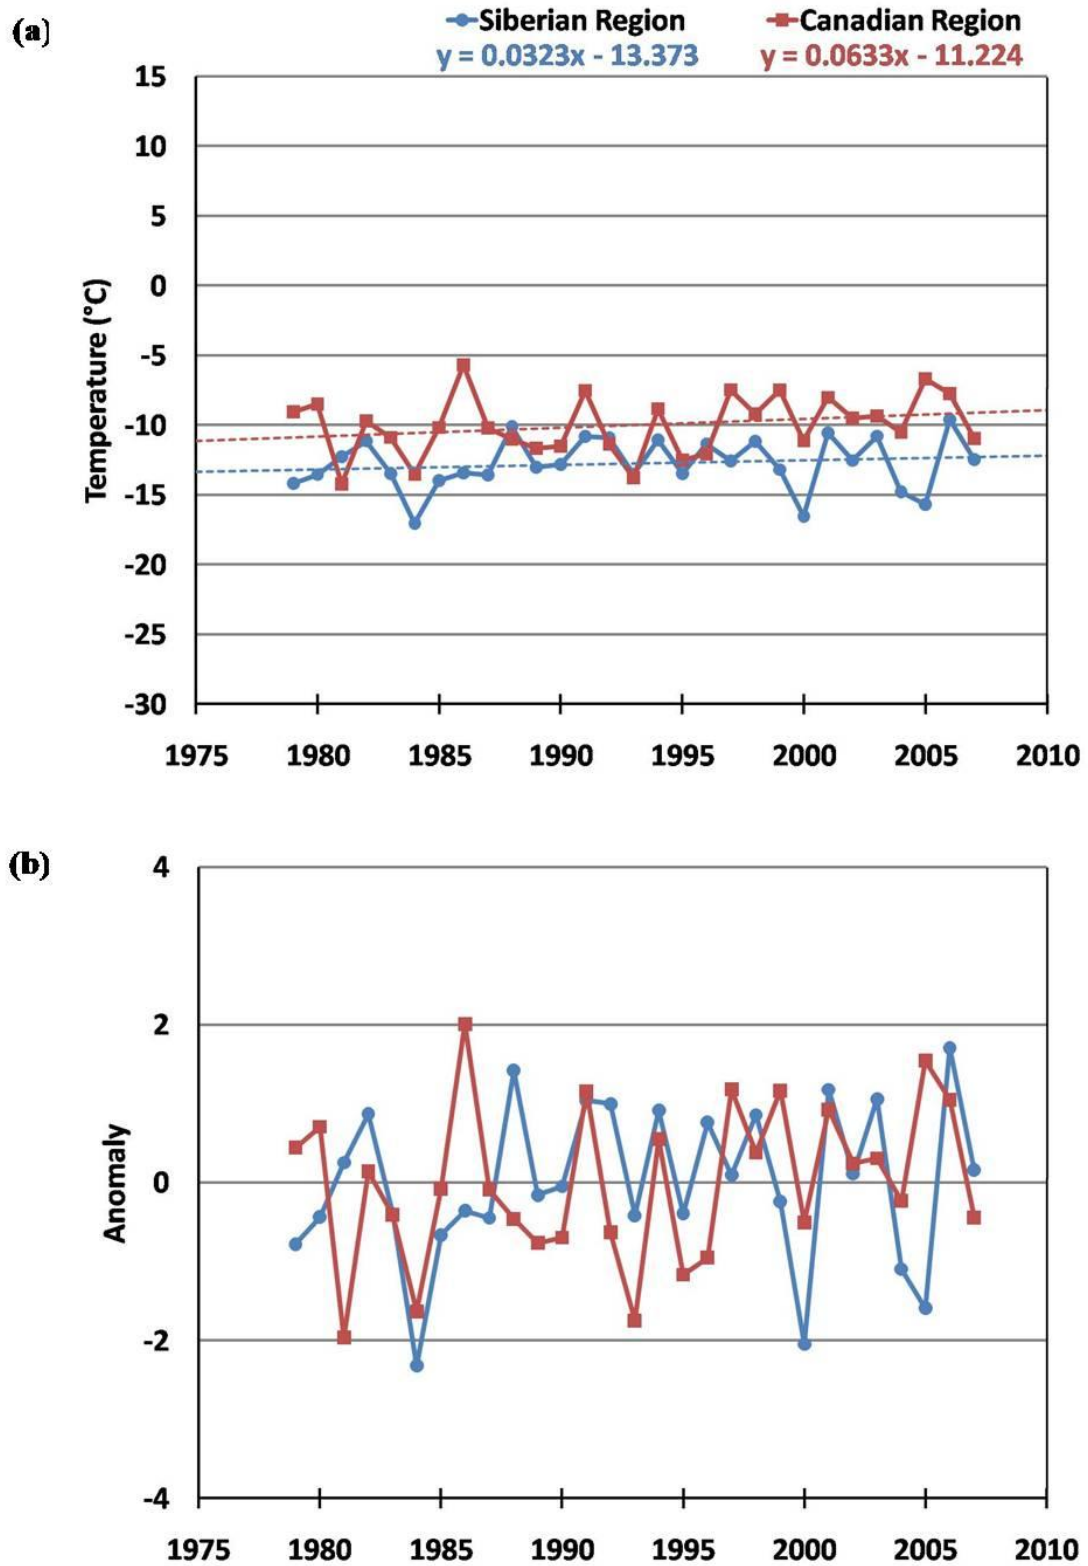 (a)
Siberian Region Canadian Region
y = 0.0323x - 13.373 y = 0.0633x - 11.224
Temperature (°C)
15
10
5
0
-5
-10
-15
-20
-25
-30
1975 1980 1985 1990 1995 2000 2005 2010
(b)
Anomaly
4
2
0
-2
-4
1975 1980 1985 1990 1995 2000 2005 2010